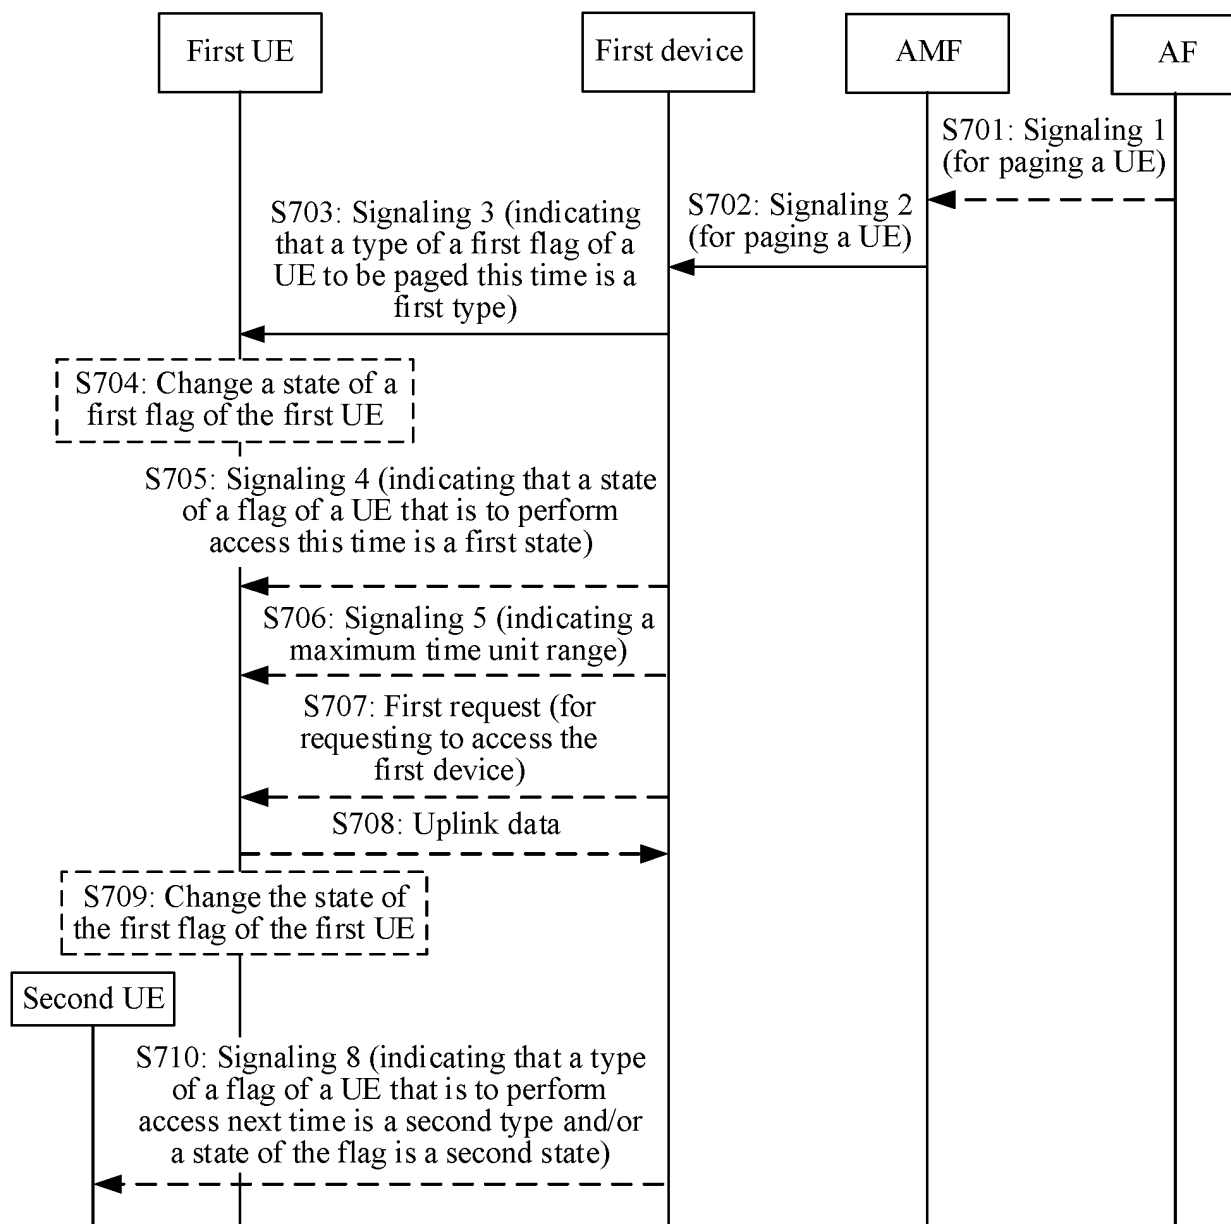 First UE
First device
AMF
AF
S701: Signaling 1
(for paging a UE)
S702: Signaling 2
(for paging a UE)
S703: Signaling 3 (indicating
that a type of a first flag of a
UE to be paged this time is a
first type)
S704: Change a state of a
first flag of the first UE
S705: Signaling 4 (indicating that a state
of a flag of a UE that is to perform
access this time is a first state)
S706: Signaling 5 (indicating a
maximum time unit range)
S707: First request (for
requesting to access the
first device)
S708: Uplink data
S709: Change the state of
the first flag of the first UE
Second UE
S710: Signaling 8 (indicating that a type
of a flag of a UE that is to perform
access next time is a second type and/or
a state of the flag is a second state)